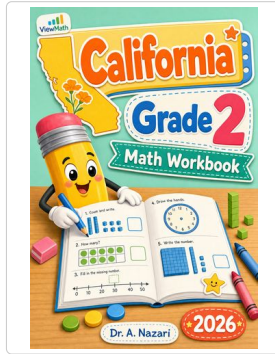 ViewMath
California
Grade 2
Math Workbook
1. Count and write.
2. How many?
3. Fill in the missing number.
0 10 20 30 40 50
4. Draw the hands.
5. Write the number.
Dr. A. Nazari
2026